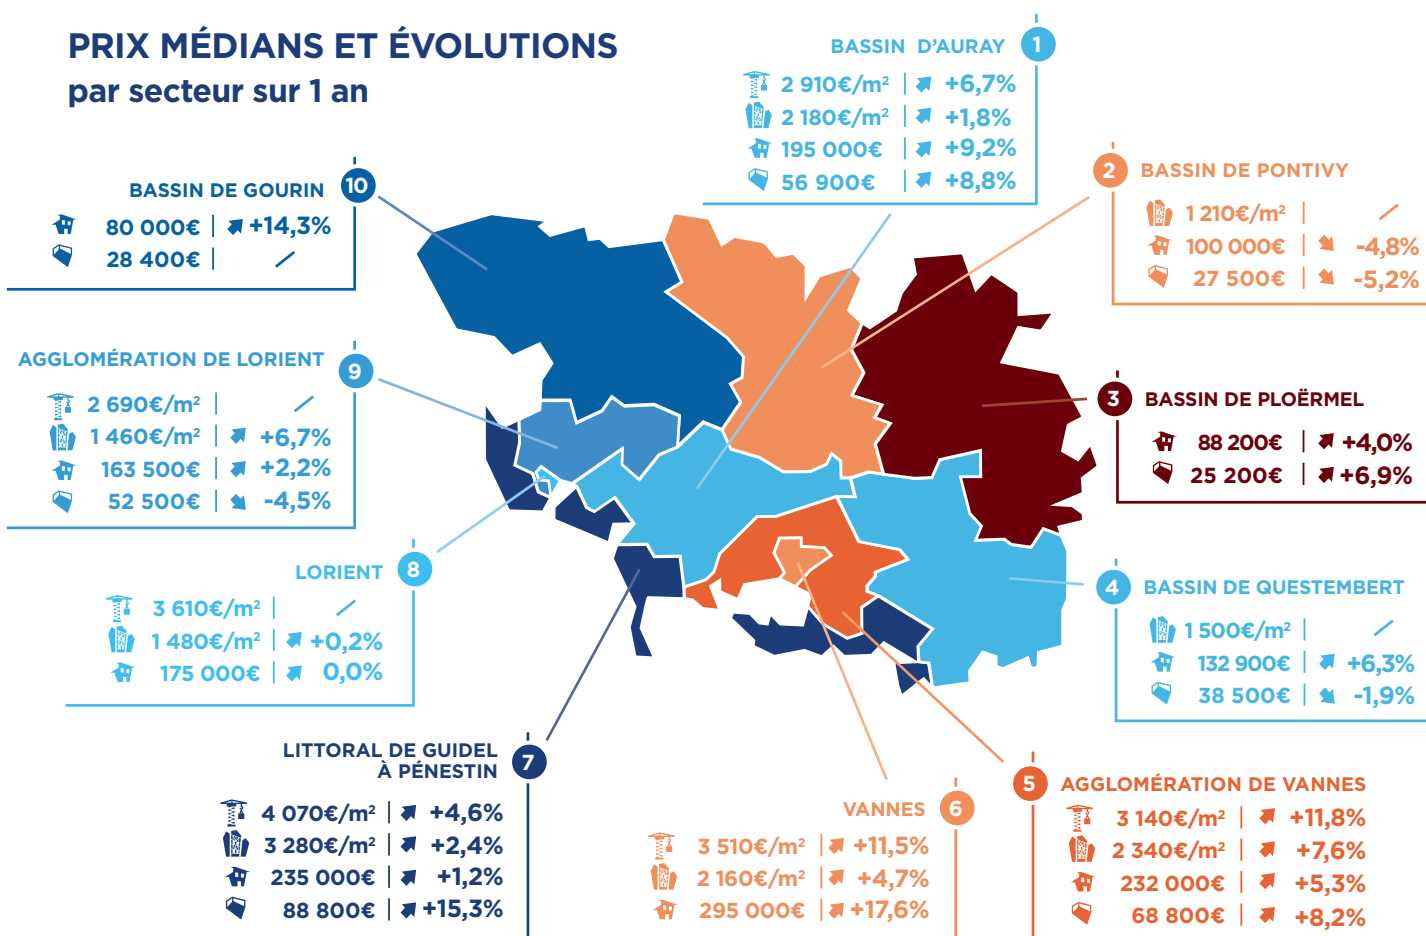 PRIX MÉDIANS ET ÉVOLUTIONS
par secteur sur 1 an
BASSIN D'AURAY 1
2 910€/m² | +6,7%
2 180€/m² | +1,8%
195 000€ | +9,2%
56 900€ | +8,8%
2 BASSIN DE PONTIVY
1 210€/m² | /
100 000€ | -4,8%
27 500€ | -5,2%
BASSIN DE GOURIN 10
80 000€ | +14,3%
28 400€ | /
AGGLOMÉRATION DE LORIENT 9
2 690€/m² | /
1 460€/m² | +6,7%
163 500€ | +2,2%
52 500€ | -4,5%
3 BASSIN DE PLOËRMEL
88 200€ | +4,0%
25 200€ | +6,9%
LORIENT 8
3 610€/m² | /
1 480€/m² | +0,2%
175 000€ | 0,0%
4 BASSIN DE QUESTEMBERT
1 500€/m² | /
132 900€ | +6,3%
38 500€ | -1,9%
LITTORAL DE GUIDEL
À PÉNESTIN 7
4 070€/m² | +4,6%
3 280€/m² | +2,4%
235 000€ | +1,2%
88 800€ | +15,3%
VANNES 6
3 510€/m² | +11,5%
2 160€/m² | +4,7%
295 000€ | +17,6%
5 AGGLOMÉRATION DE VANNES
3 140€/m² | +11,8%
2 340€/m² | +7,6%
232 000€ | +5,3%
68 800€ | +8,2%